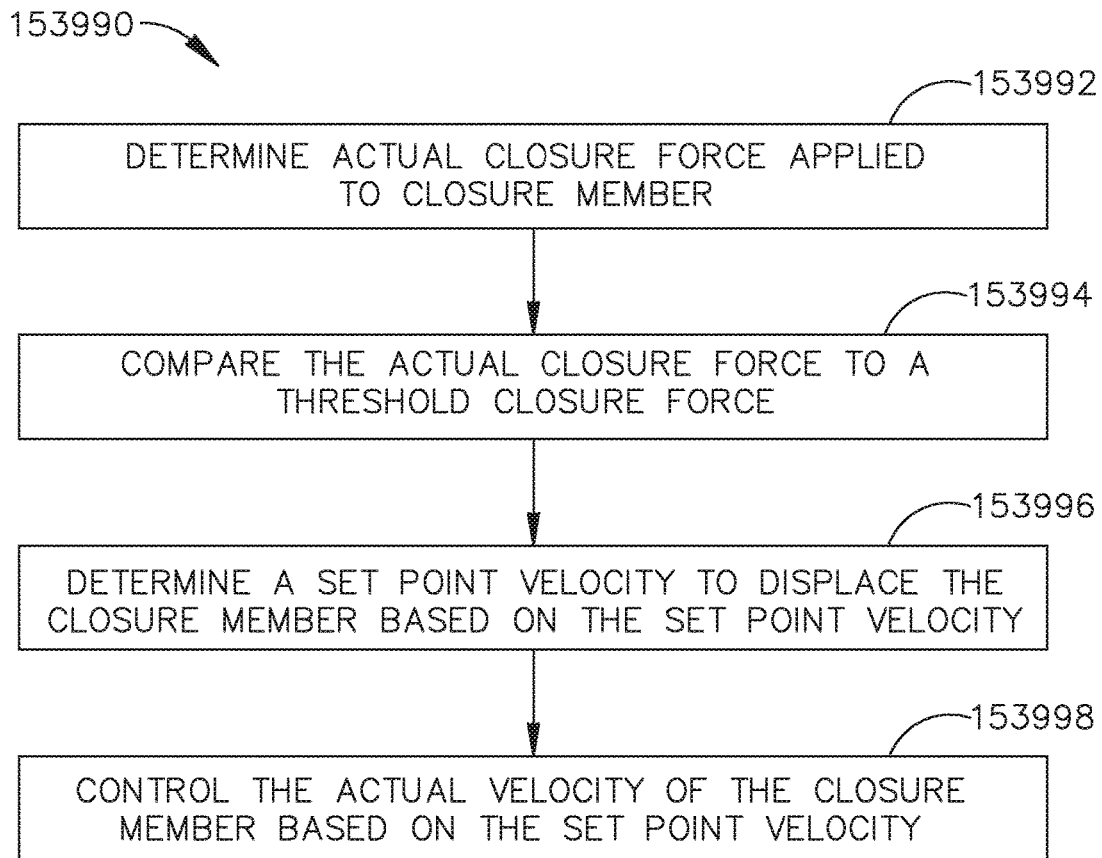 153990
153992
DETERMINE ACTUAL CLOSURE FORCE APPLIED
TO CLOSURE MEMBER
153994
COMPARE THE ACTUAL CLOSURE FORCE TO A
THRESHOLD CLOSURE FORCE
153996
DETERMINE A SET POINT VELOCITY TO DISPLACE THE
CLOSURE MEMBER BASED ON THE SET POINT VELOCITY
153998
CONTROL THE ACTUAL VELOCITY OF THE CLOSURE
MEMBER BASED ON THE SET POINT VELOCITY